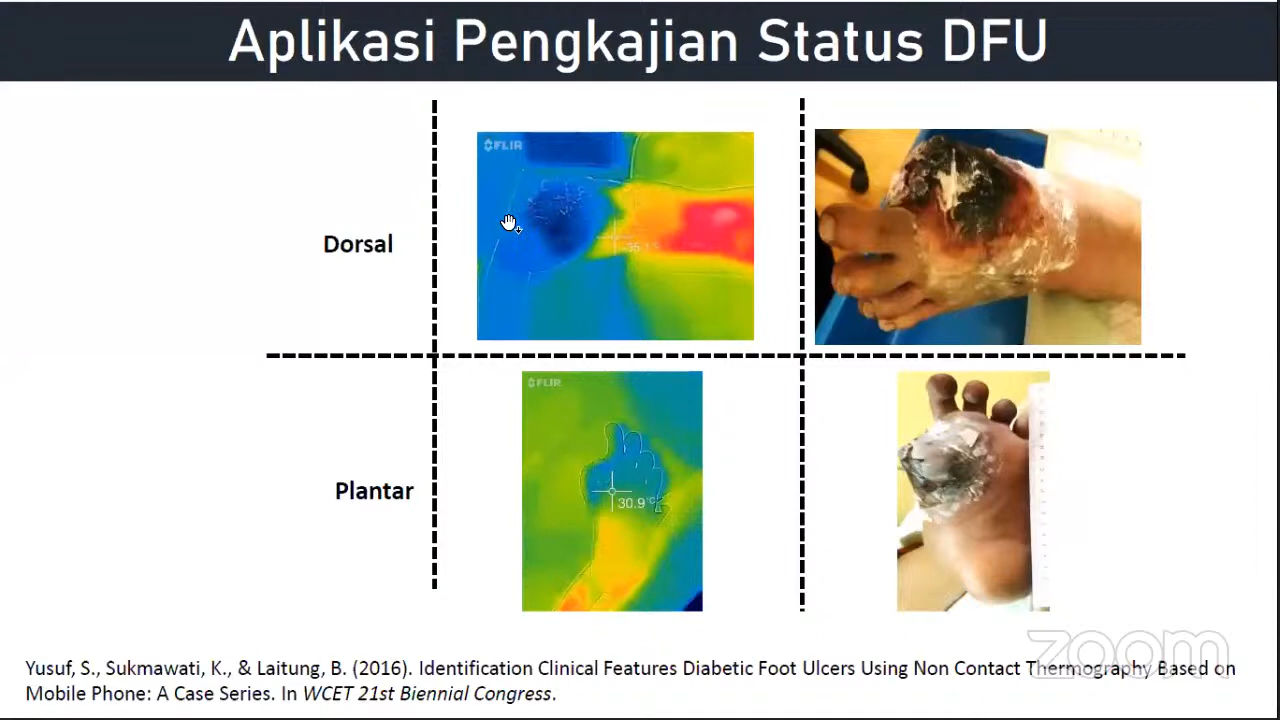 Aplikasi Pengkajian Status DFU
FLIR
Dorsal
FLIR
Plantar
30.9°C
zoom
Yusuf, S., Sukmawati, K., & Laitung, B. (2016). Identification Clinical Features Diabetic Foot Ulcers Using Non Contact Thermography Based on
Mobile Phone: A Case Series. In WCET 21st Biennial Congress.